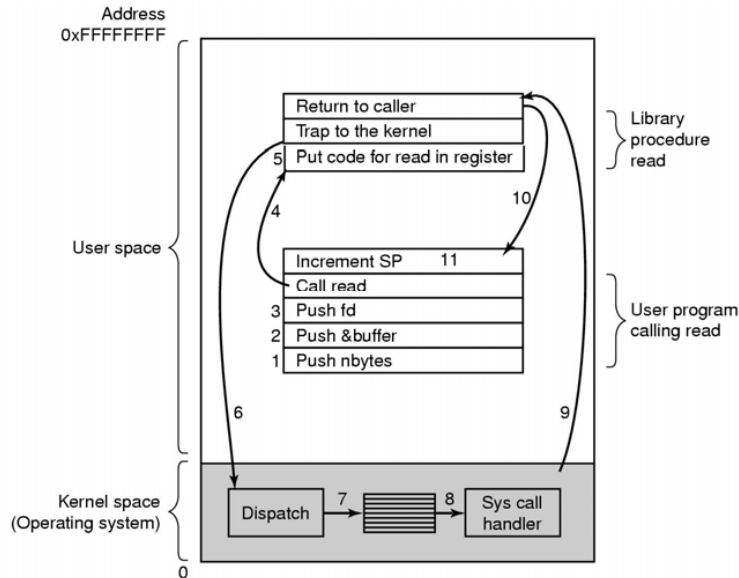 Address
0xFFFFFFFF
Return to caller
Trap to the kernel
5 Put code for read in register
Library
procedure
read
4
10
User space
Increment SP 11
Call read
3 Push fd
2 Push &buffer
1 Push nbytes
User program
calling read
6
9
Kernel space
(Operating system)
Dispatch
7
8
Sys call
handler
0